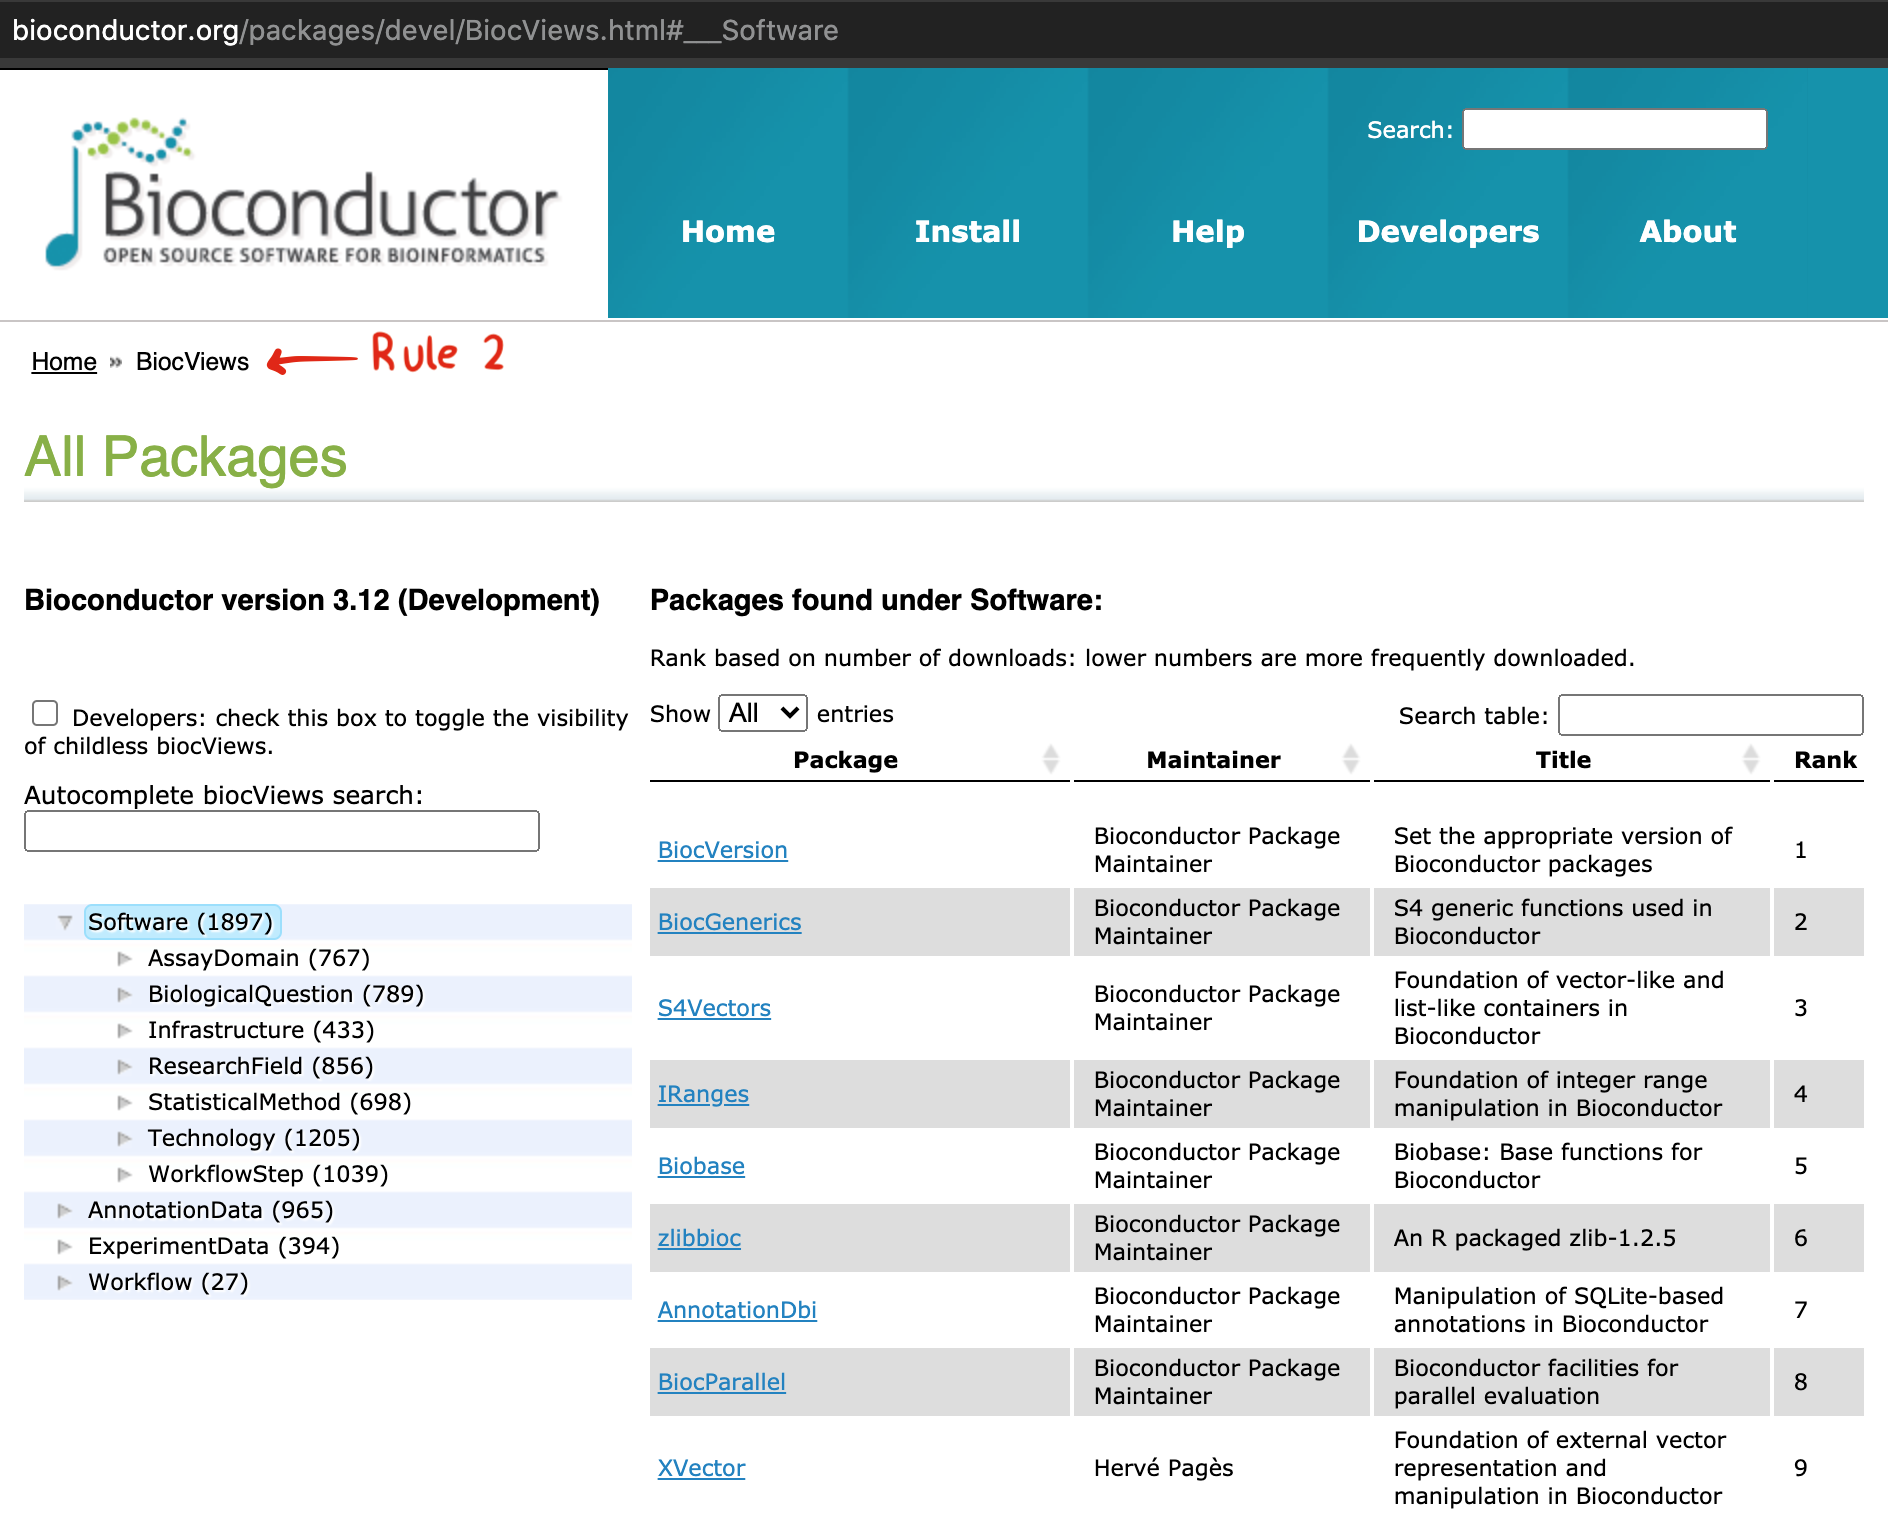 bioconductor.org/packages/devel/BiocViews.html#___Software
Bioconductor
OPEN SOURCE SOFTWARE FOR BIOINFORMATICS
Search:
Home Install Help Developers About
Home » BiocViews Rule 2
All Packages
Bioconductor version 3.12 (Development)
Developers: check this box to toggle the visibility
of childless biocViews.
Autocomplete biocViews search:
Software (1897)
AssayDomain (767)
BiologicalQuestion (789)
Infrastructure (433)
ResearchField (856)
StatisticalMethod (698)
Technology (1205)
WorkflowStep (1039)
AnnotationData (965)
ExperimentData (394)
Workflow (27)
Packages found under Software:
Rank based on number of downloads: lower numbers are more frequently downloaded.
Show All entries Search table:
Package Maintainer Title Rank
BiocVersion
Bioconductor Package
Maintainer
Set the appropriate version of
Bioconductor packages
1
BiocGenerics
Bioconductor Package
Maintainer
S4 generic functions used in
Bioconductor
2
S4Vectors
Bioconductor Package
Maintainer
Foundation of vector-like and
list-like containers in
Bioconductor
3
IRanges
Bioconductor Package
Maintainer
Foundation of integer range
manipulation in Bioconductor
4
Biobase
Bioconductor Package
Maintainer
Biobase: Base functions for
Bioconductor
5
zlibbioc
Bioconductor Package
Maintainer
An R packaged zlib-1.2.5
6
AnnotationDbi
Bioconductor Package
Maintainer
Manipulation of SQLite-based
annotations in Bioconductor
7
BiocParallel
Bioconductor Package
Maintainer
Bioconductor facilities for
parallel evaluation
8
XVector
Hervé Pagès
Foundation of external vector
representation and
manipulation in Bioconductor
9